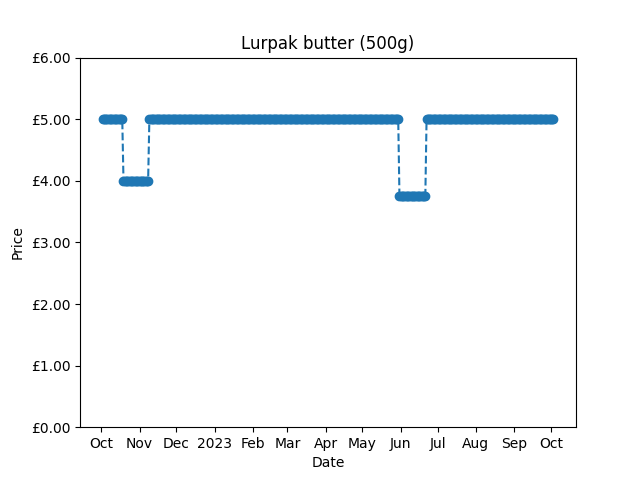 Lurpak butter (500g)
£6.00
£5.00
£4.00
£3.00
£2.00
£1.00
£0.00
Price
Oct Nov Dec 2023 Feb Mar Apr May Jun Jul Aug Sep Oct
Date